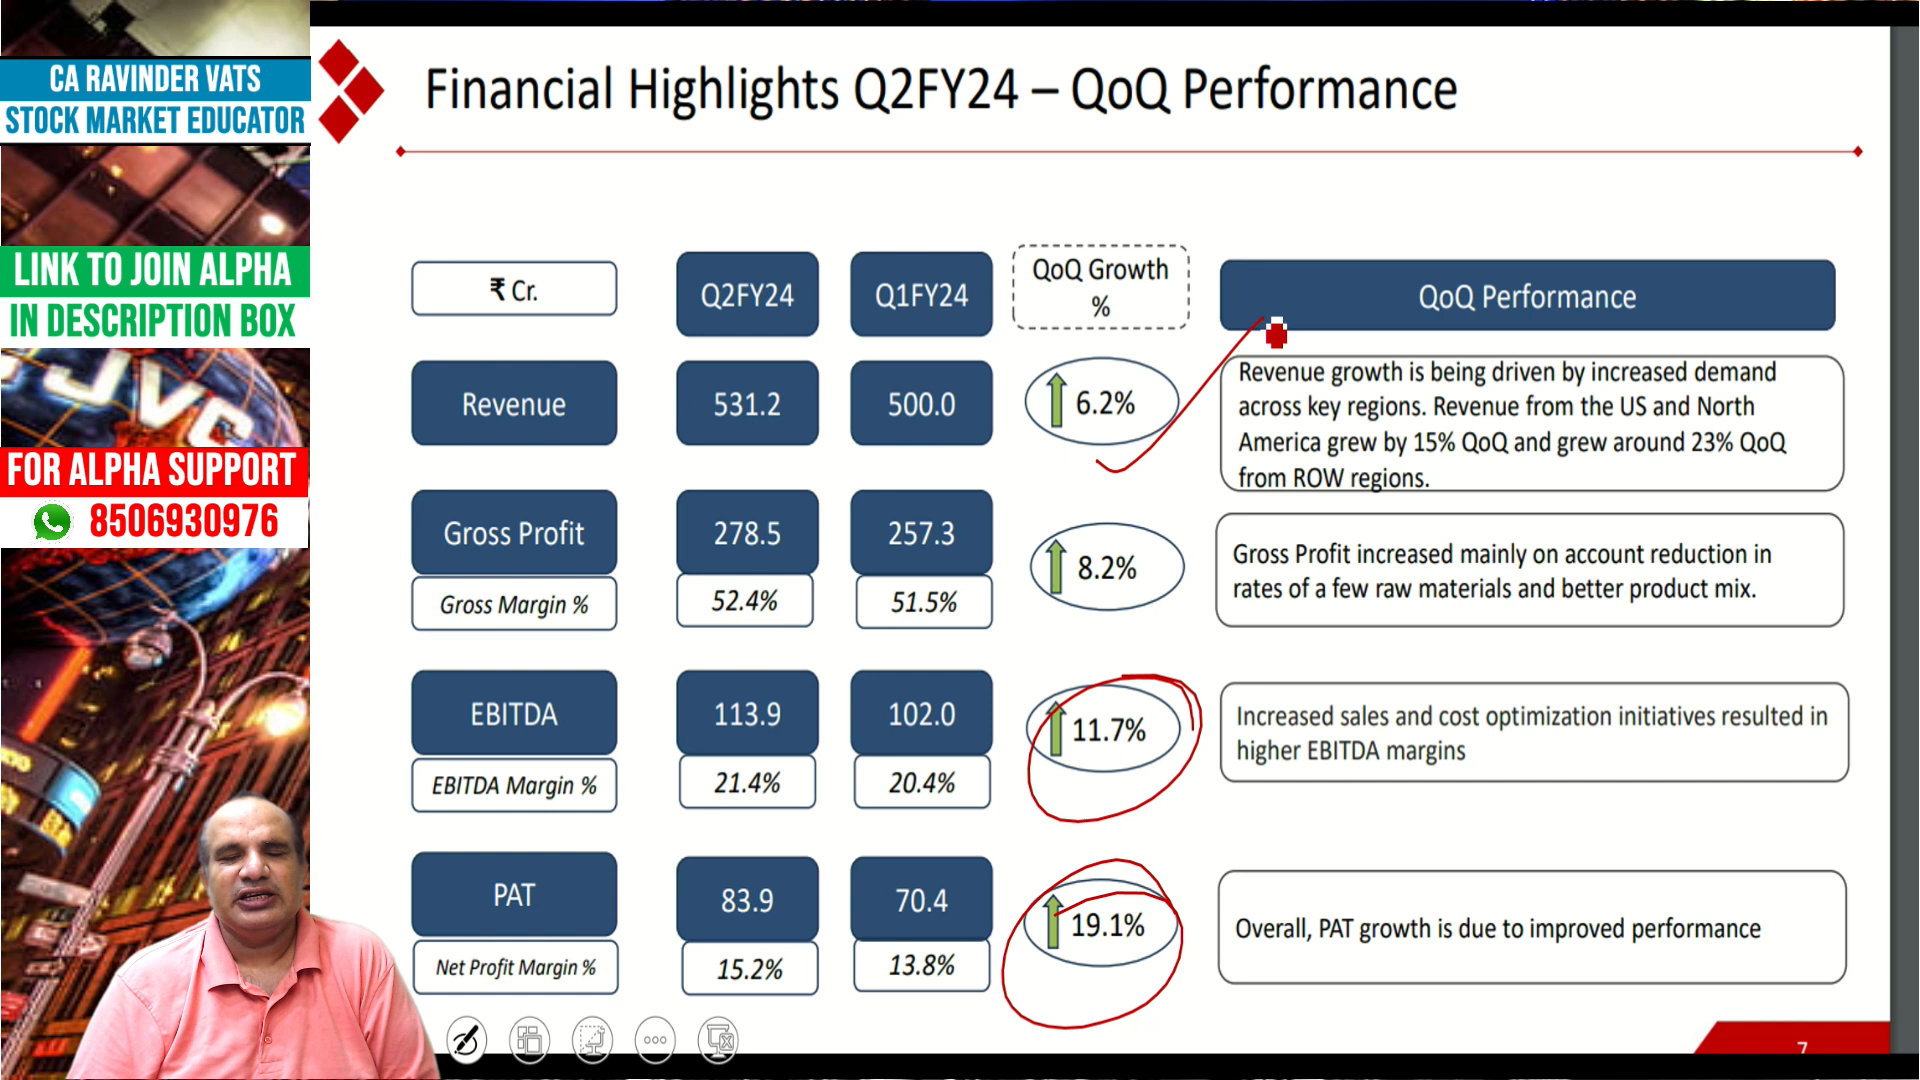 CA RAVINDER VATS
STOCK MARKET EDUCATOR
LINK TO JOIN ALPHA
IN DESCRIPTION BOX
JVC
FOR ALPHA SUPPORT
8506930976
Financial Highlights Q2FY24 – QoQ Performance
₹ Cr.
Q2FY24
Q1FY24
QoQ Growth
%
QoQ Performance
Revenue
531.2
500.0
6.2%
Revenue growth is being driven by increased demand
across key regions. Revenue from the US and North
America grew by 15% QoQ and grew around 23% QoQ
from ROW regions.
Gross Profit
278.5
257.3
8.2%
Gross Profit increased mainly on account reduction in
rates of a few raw materials and better product mix.
Gross Margin %
52.4%
51.5%
EBITDA
113.9
102.0
11.7%
Increased sales and cost optimization initiatives resulted in
higher EBITDA margins
EBITDA Margin %
21.4%
20.4%
PAT
83.9
70.4
19.1%
Overall, PAT growth is due to improved performance
Net Profit Margin %
15.2%
13.8%
7